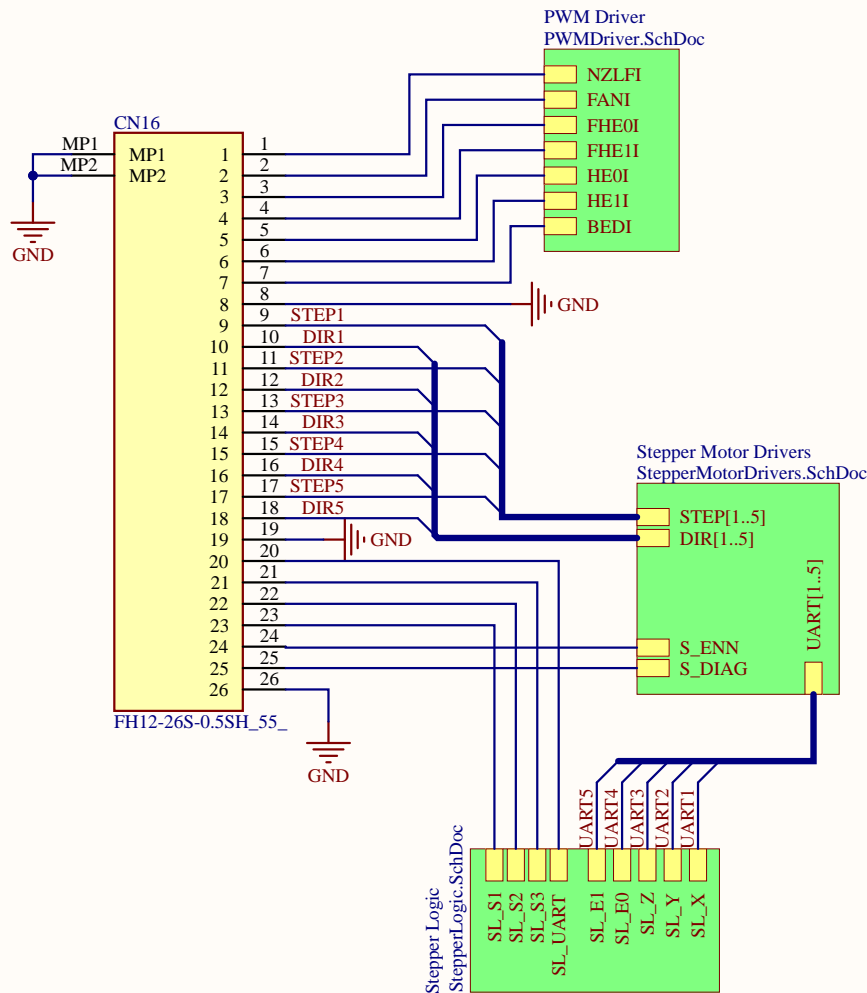 PWM Driver
PWMDriver.SchDoc
NZLFI
FANI
FHE0I
FHE1I
HE0I
HE1I
BEDI
CN16
MP1
MP2
MP1
MP2
GND
1
2
3
4
5
6
7
8
9
10
11
12
13
14
15
16
17
18
19
20
21
22
23
24
25
26
1
2
3
4
5
6
7
8
9
10
11
12
13
14
15
16
17
18
19
20
21
22
23
24
25
26
FH12-26S-0.5SH_55_
GND
STEP1
DIR1
STEP2
DIR2
STEP3
DIR3
STEP4
DIR4
STEP5
DIR5
GND
GND
Stepper Motor Drivers
StepperMotorDrivers.SchDoc
STEP[1..5]
DIR[1..5]
UART[1..5]
S_ENN
S_DIAG
UART5
UART4
UART3
UART2
UART1
Stepper Logic
StepperLogic.SchDoc
SL_S1
SL_S2
SL_S3
SL_UART
SL_E1
SL_E0
SL_Z
SL_Y
SL_X